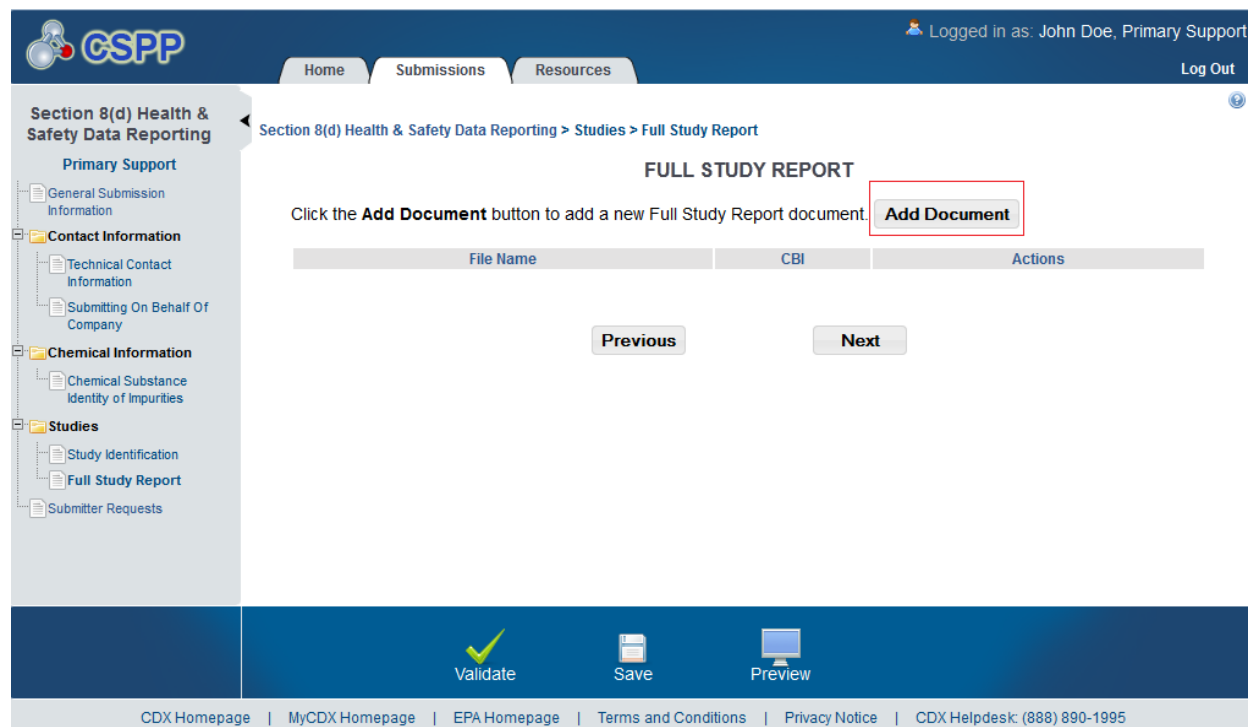 CSPP
Logged in as: John Doe, Primary Support
Home Submissions Resources
Log Out
Section 8(d) Health &
Safety Data Reporting
Primary Support
General Submission
Information
Contact Information
Technical Contact
Information
Submitting On Behalf Of
Company
Chemical Information
Chemical Substance
Identity of Impurities
Studies
Study Identification
Full Study Report
Submitter Requests
Section 8(d) Health & Safety Data Reporting > Studies > Full Study Report
FULL STUDY REPORT
Click the Add Document button to add a new Full Study Report document. Add Document
File Name CBI Actions
Previous Next
Validate Save Preview
CDX Homepage | MyCDX Homepage | EPA Homepage | Terms and Conditions | Privacy Notice | CDX Helpdesk: (888) 890-1995